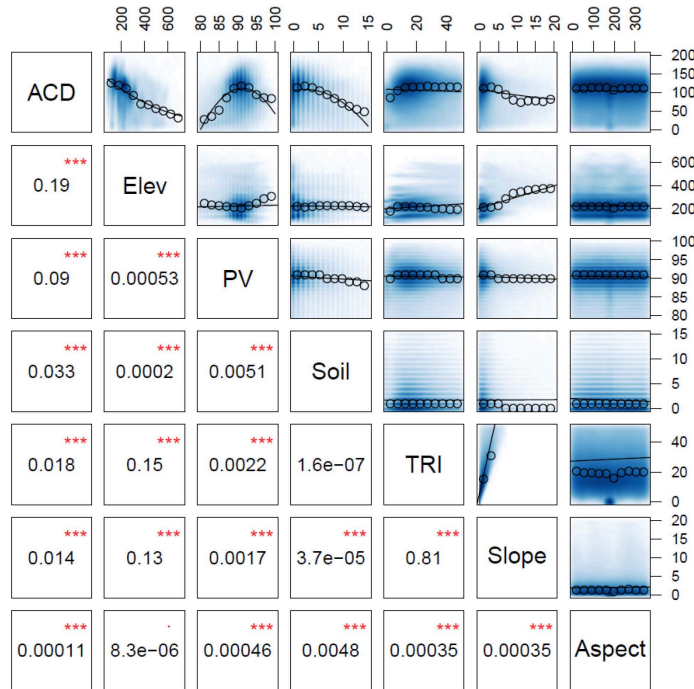 200 400 600 80 85 90 95 100 0 5 10 15 0 20 40 0 5 10 15 20 0 100 200 300
ACD 200 150 100 50 0
*** 0.19 Elev 600 400 200 0
*** 0.09 *** 0.00053 PV 100 95 90 85 80
*** 0.033 *** 0.0002 *** 0.0051 Soil 15 10 5 0
*** 0.018 *** 0.15 *** 0.0022 1.6e−07 TRI 40 20 0
*** 0.014 *** 0.13 *** 0.0017 *** 3.7e−05 *** 0.81 Slope 20 15 10 5 0
*** 0.00011 . 8.3e−06 *** 0.00046 *** 0.0048 *** 0.00035 *** 0.00035 Aspect